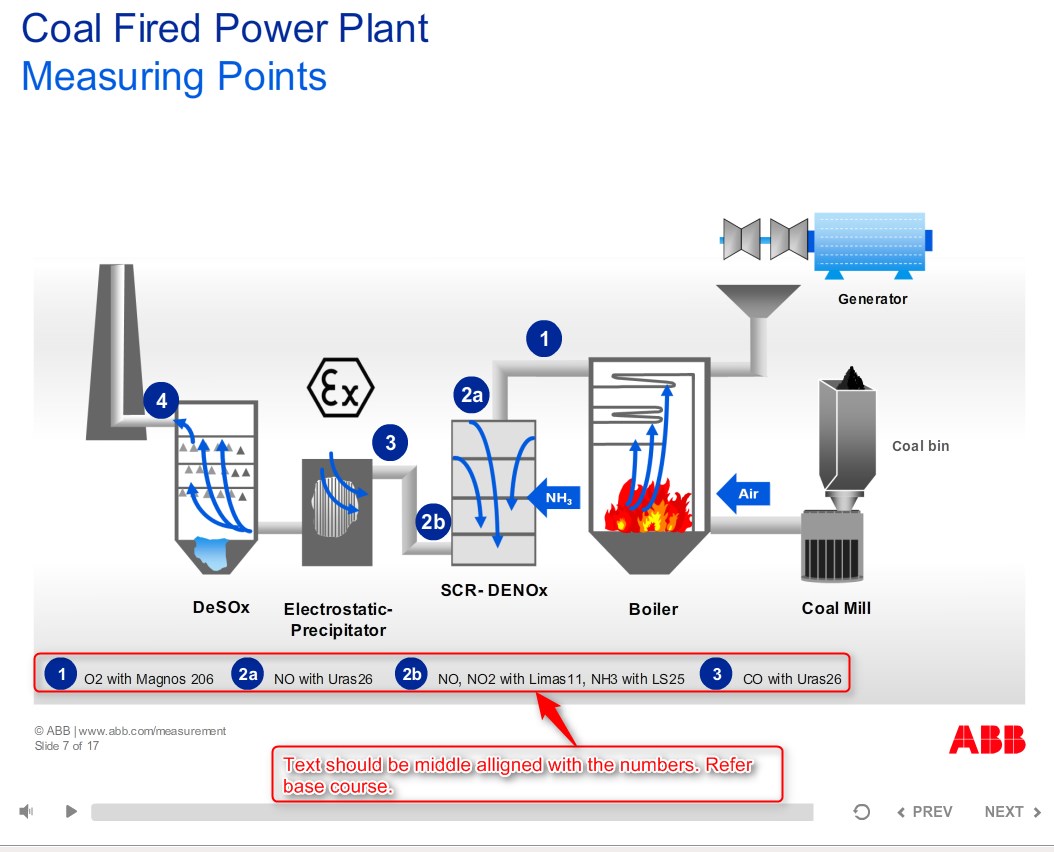 Coal Fired Power Plant
Measuring Points
Generator
1
2a
4
Ex
3
Coal bin
NH3
Air
2b
SCR- DENOx
DeSOx
Electrostatic-
Precipitator
Boiler
Coal Mill
1 O2 with Magnos 206 2a NO with Uras26 2b NO, NO2 with Limas11, NH3 with LS25 3 CO with Uras26
© ABB | www.abb.com/measurement
Slide 7 of 17
ABB
Text should be middle alligned with the numbers. Refer
base course.
PREV NEXT